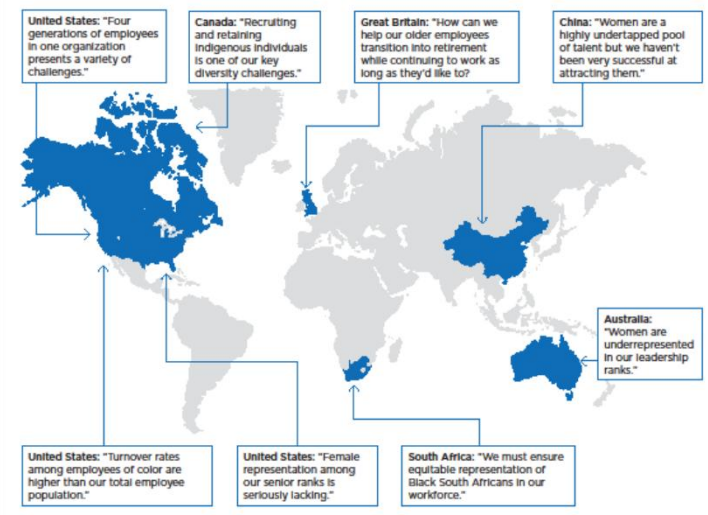 United States: "Four
generations of employees
in one organization
presents a variety of
challenges."
Canada: "Recruiting
and retaining
indigenous individuals
is one of our key
diversity challenges."
Great Britain: "How can we
help our older employees
transition into retirement
while continuing to work as
long as they'd like to?
China: "Women are a
highly undertapped pool
of talent but we haven't
been very successful at
attracting them."
Australia:
"Women are
underrepresented
in our leadership
ranks."
United States: "Turnover rates
among employees of color are
higher than our total employee
population."
United States: "Female
representation among
our senior ranks is
seriously lacking."
South Africa: "We must ensure
equitable representation of
Black South Africans in our
workforce."